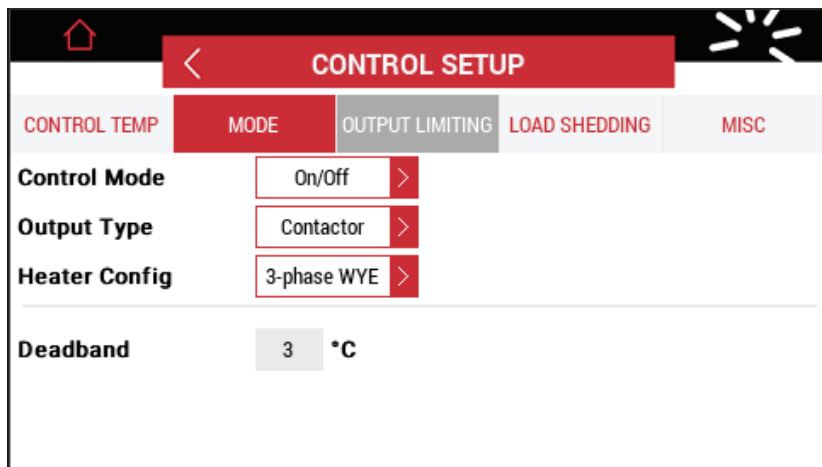 CONTROL SETUP
CONTROL TEMP MODE OUTPUT LIMITING LOAD SHEDDING MISC
Control Mode On/Off
Output Type Contactor
Heater Config 3-phase WYE
Deadband 3 °C